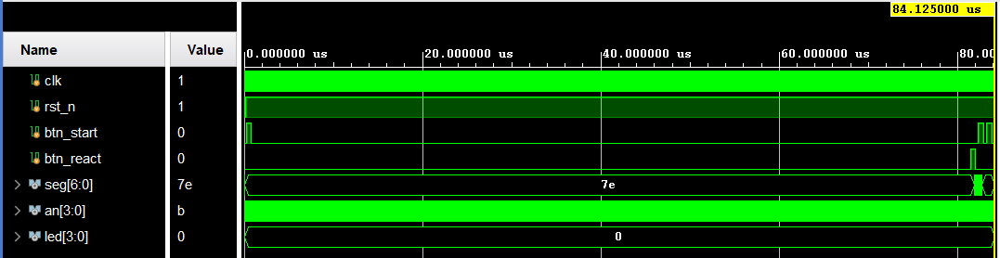 84.125000 us
Name Value
0.000000 us 20.000000 us 40.000000 us 60.000000 us 80.00
clk 1
rst_n 1
btn_start 0
btn_react 0
seg[6:0] 7e 7e
an[3:0] b
led[3:0] 0 0